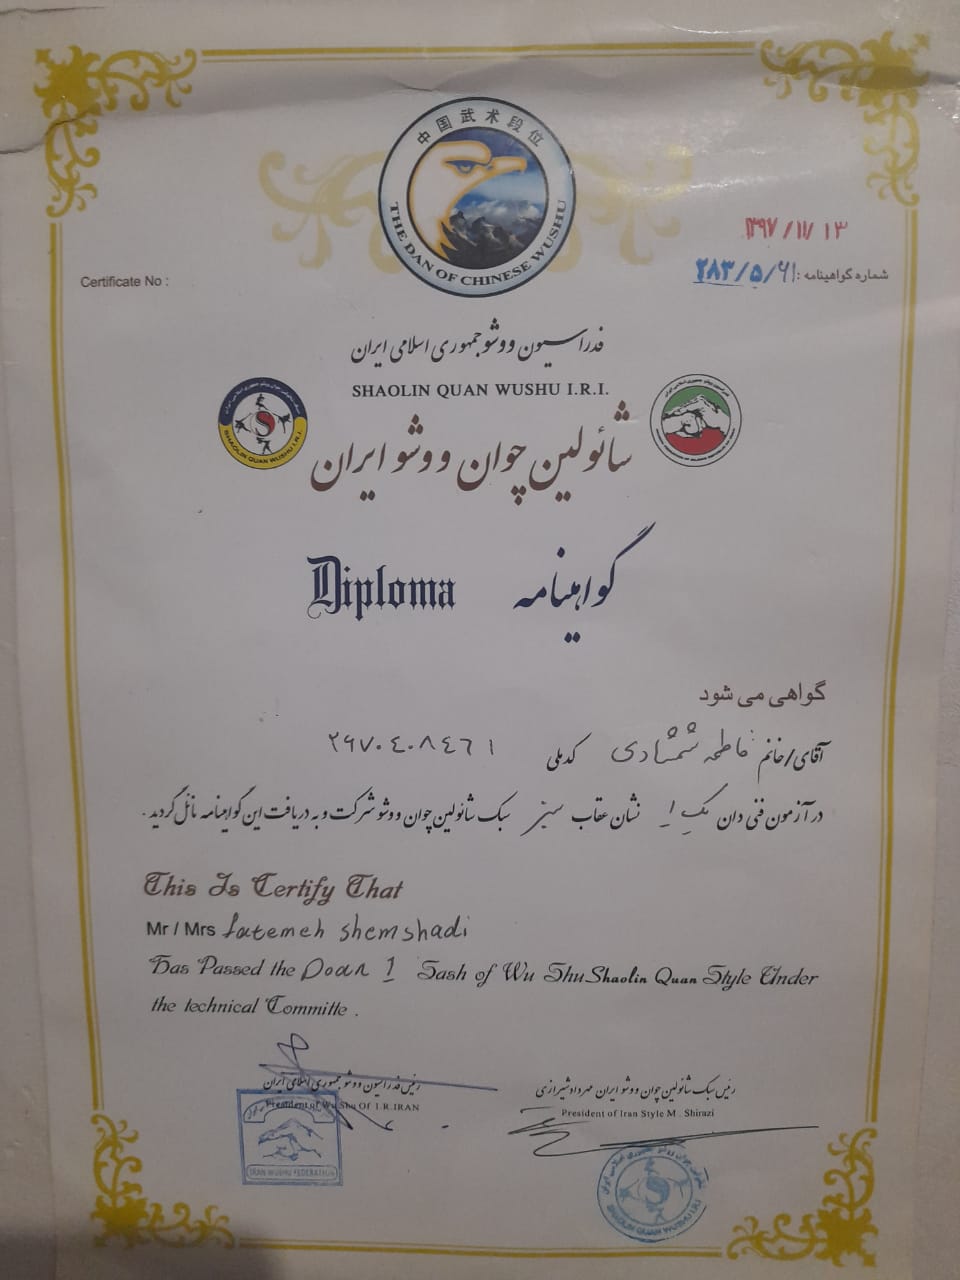 中国武术段位
THE DAN OF CHINESE WUSHU
۱۳۹۷/۱۱/۱۳
شماره گواهینامه: ۲۸۳/۵/۶۱
Certificate No :
فدراسیون ووشو جمهوری اسلامی ایران
SHAOLIN QUAN WUSHU I.R.I.
SHAOLIN QUAN WUSHU I.R.I.
شائولین چوان ووشو ایران
Diploma گواهینامه
گواهی می شود
آقای/خانم فاطمه شمشادی کدملی ۲۹۷۰۴۰۸۴۶۱
در آزمون فنی دان یک ۱ نشان عقاب سبز سبک شائولین چوان ووشو شرکت و به دریافت این گواهینامه نائل گردید.
This Is Certify That
Mr / Mrs fatemeh shemshadi
Has Passed the Doan 1 Sash of Wu Shu Shaolin Quan Style Under
the technical Committe .
رئیس فدراسیون ووشو جمهوری اسلامی ایران
President of Wu Shu Of I.R.IRAN
IRAN WUSHU FEDERATION
رئیس سبک شائولین چوان ووشو ایران مهرداد شیرازی
President of Iran Style M . Shirazi
SHAOLIN QUAN WUSHU I.R.I